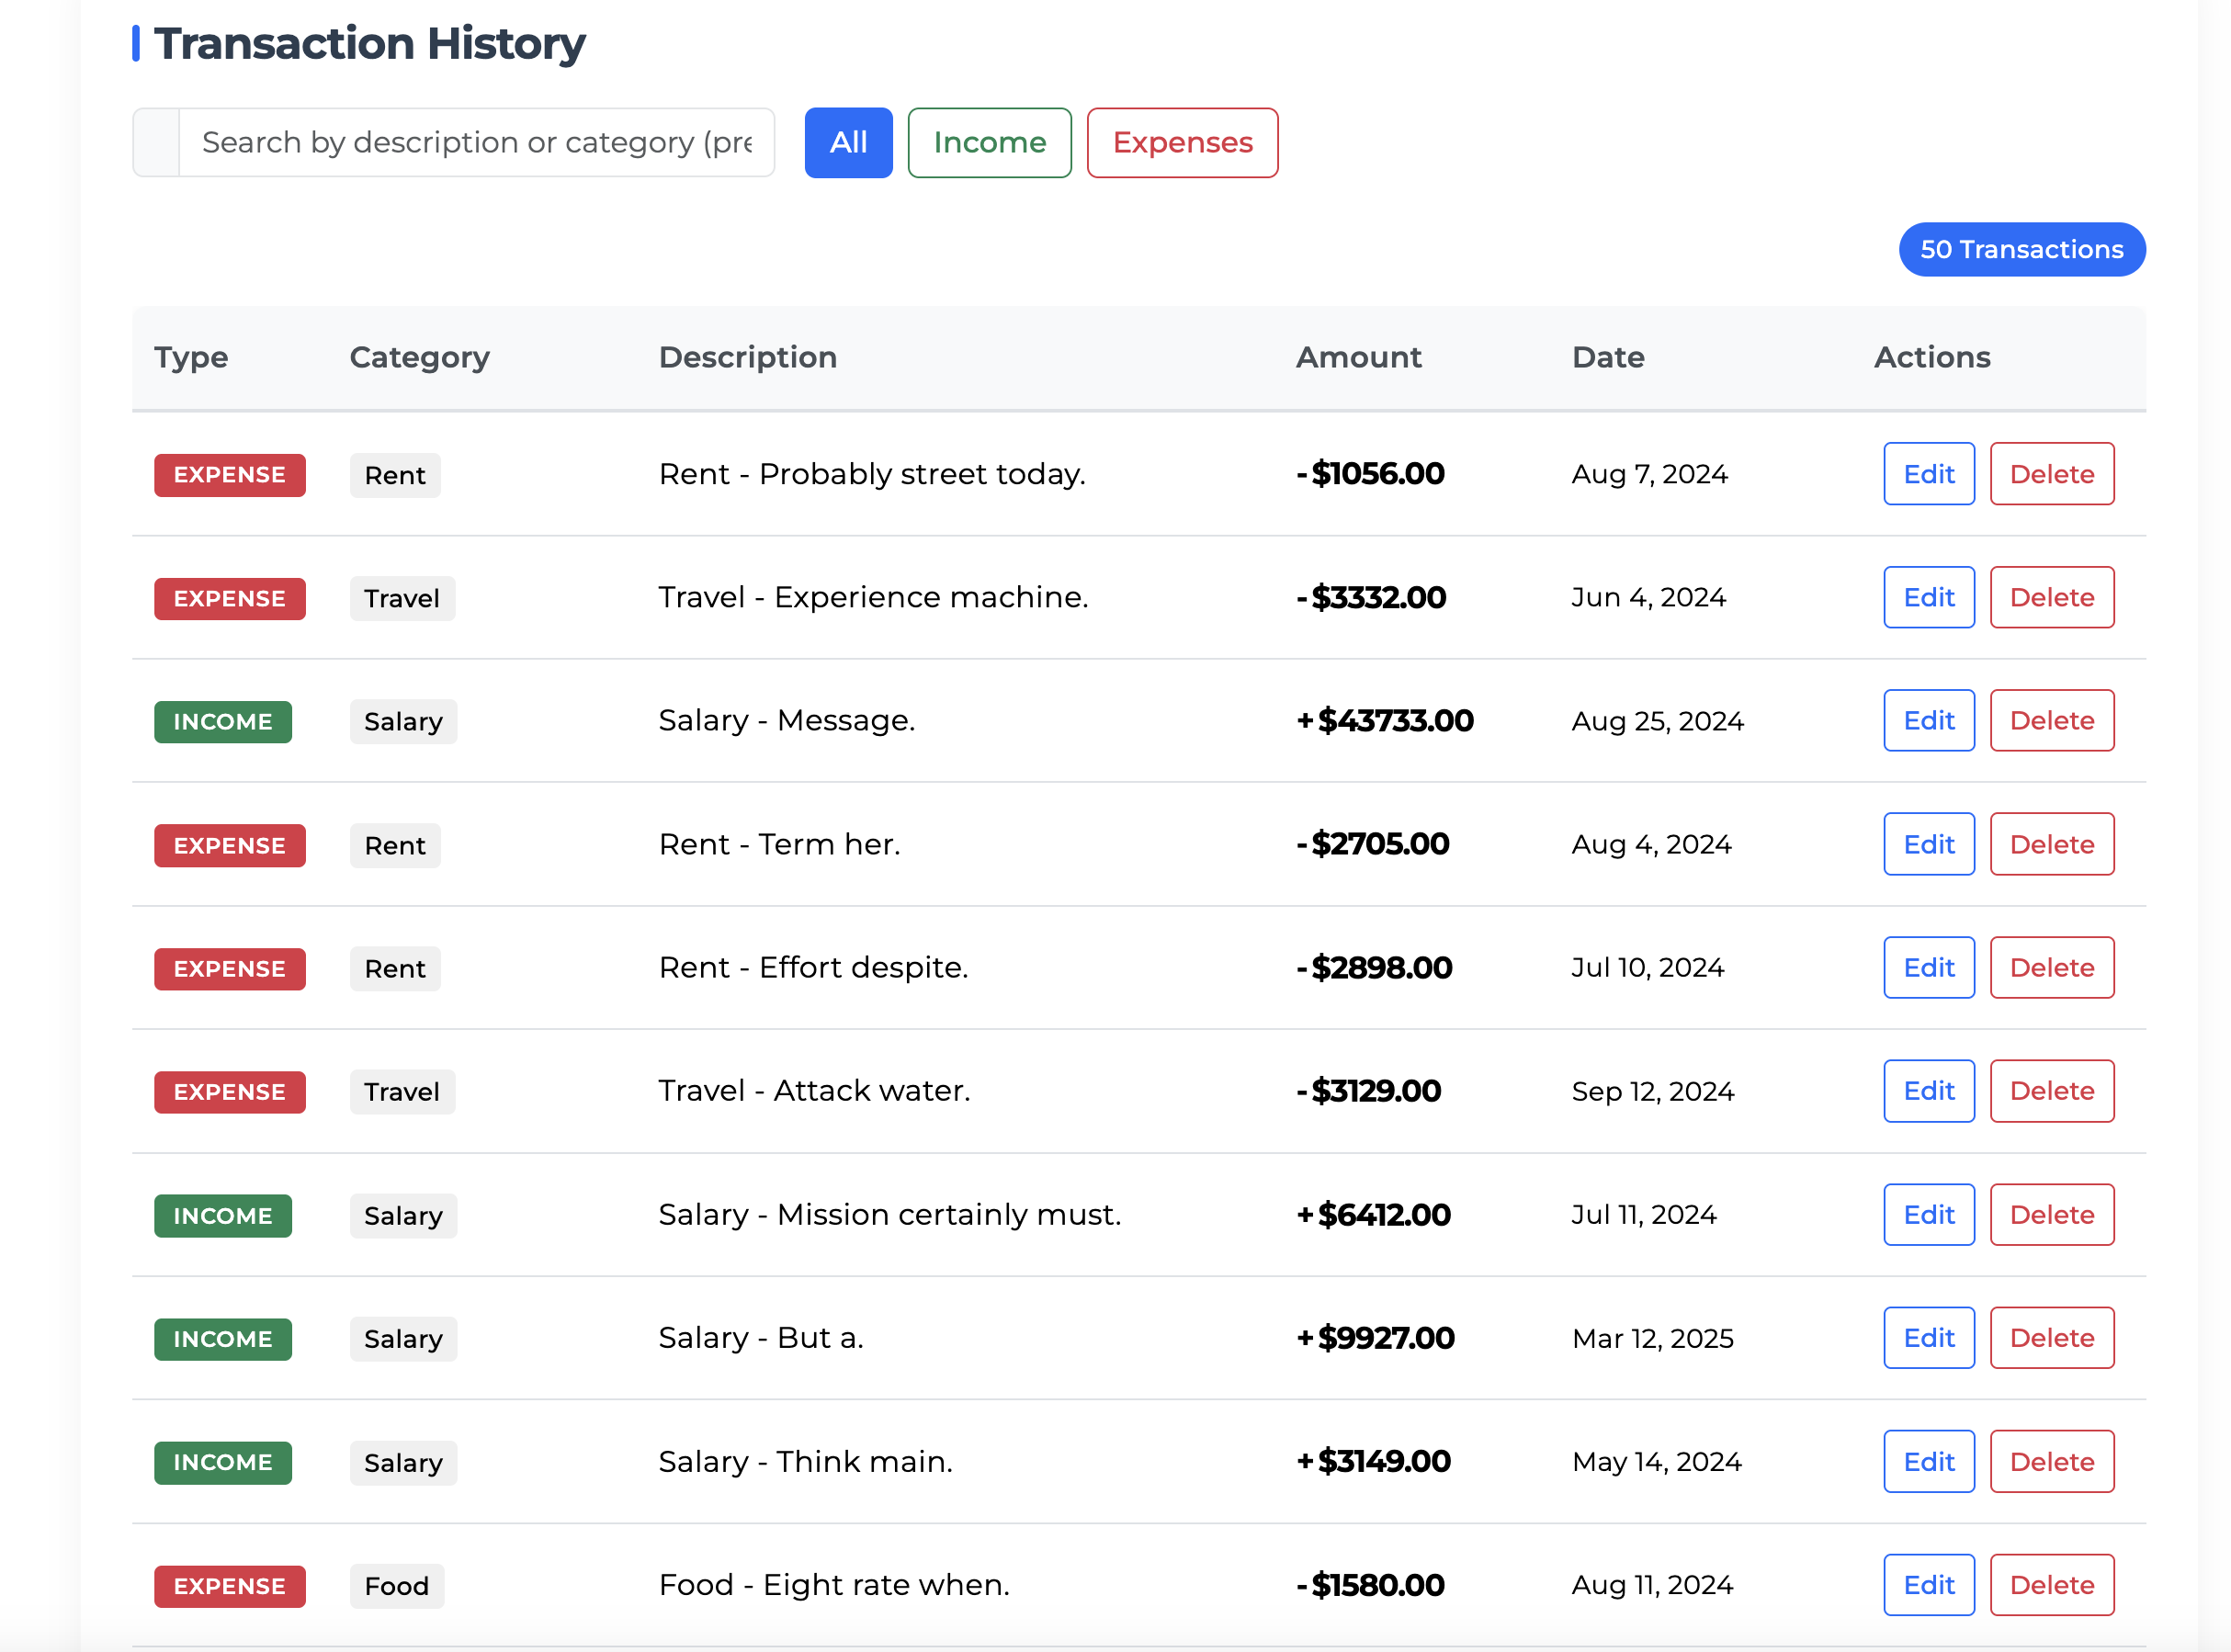 Transaction History
Search by description or category (pre
All Income Expenses
50 Transactions
Type Category Description Amount Date Actions
EXPENSE Rent Rent - Probably street today. -$1056.00 Aug 7, 2024 Edit Delete
EXPENSE Travel Travel - Experience machine. -$3332.00 Jun 4, 2024 Edit Delete
INCOME Salary Salary - Message. +$43733.00 Aug 25, 2024 Edit Delete
EXPENSE Rent Rent - Term her. -$2705.00 Aug 4, 2024 Edit Delete
EXPENSE Rent Rent - Effort despite. -$2898.00 Jul 10, 2024 Edit Delete
EXPENSE Travel Travel - Attack water. -$3129.00 Sep 12, 2024 Edit Delete
INCOME Salary Salary - Mission certainly must. +$6412.00 Jul 11, 2024 Edit Delete
INCOME Salary Salary - But a. +$9927.00 Mar 12, 2025 Edit Delete
INCOME Salary Salary - Think main. +$3149.00 May 14, 2024 Edit Delete
EXPENSE Food Food - Eight rate when. -$1580.00 Aug 11, 2024 Edit Delete